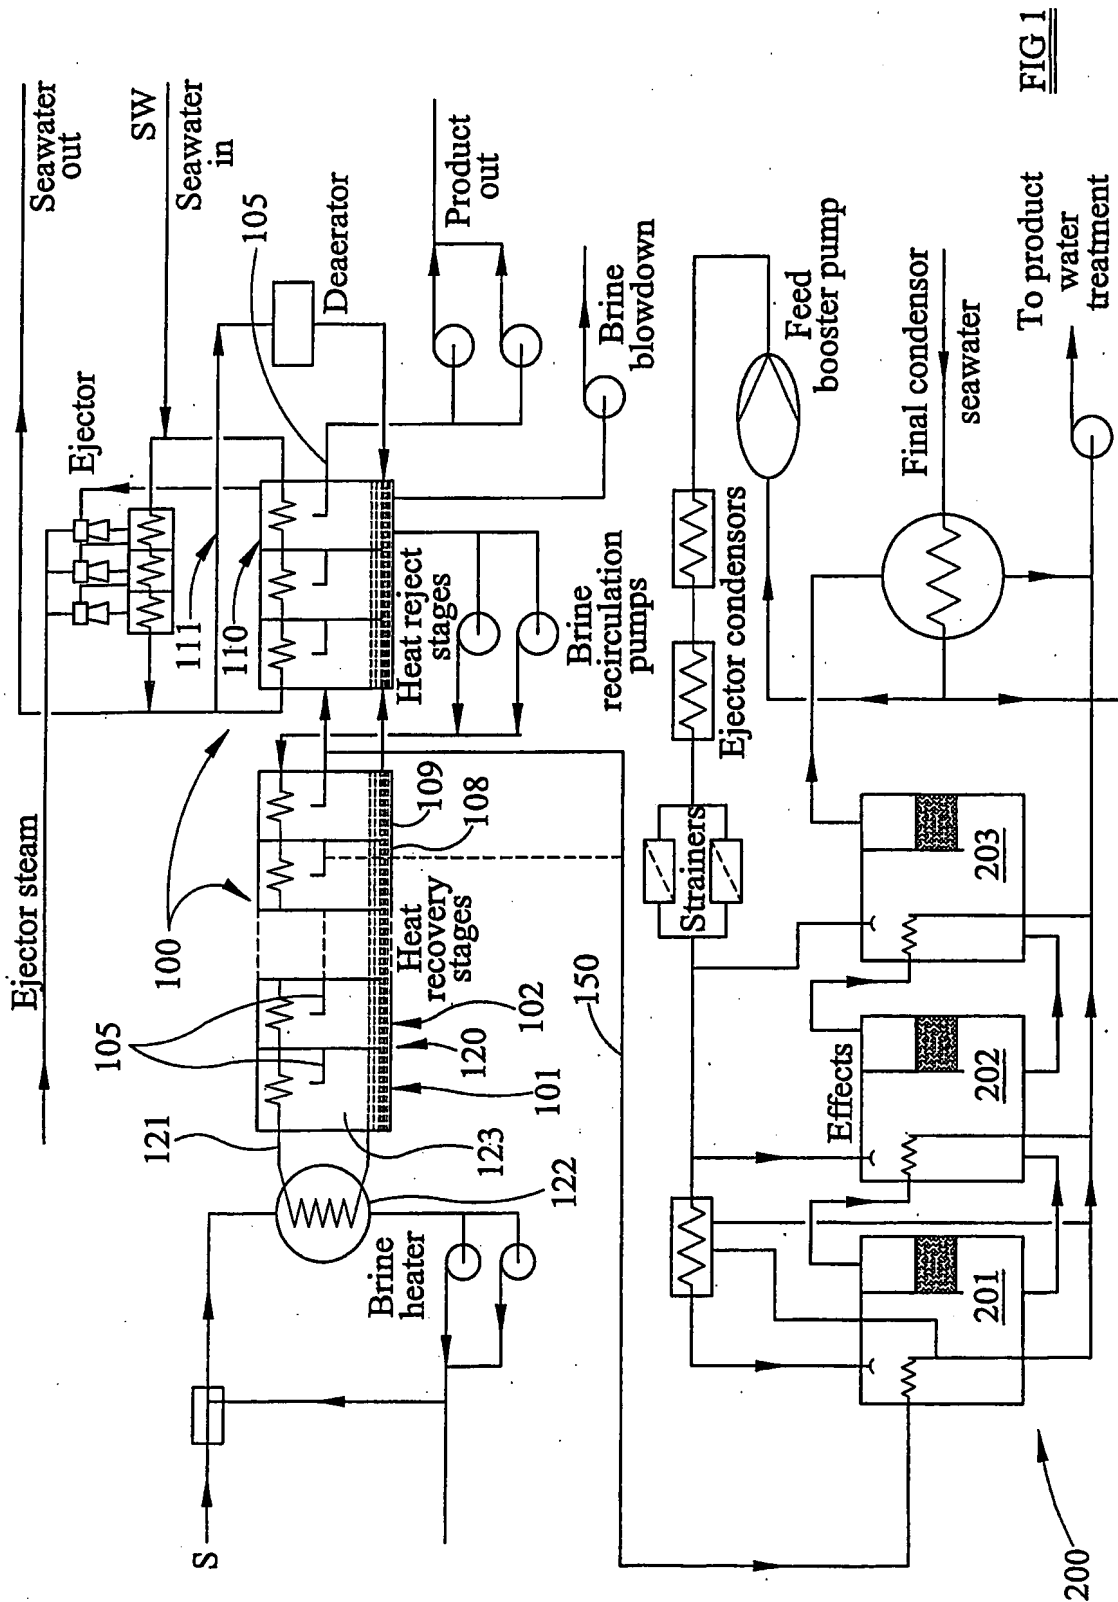 Seawater
out
SW
Seawater
in
Ejector steam
Ejector
111
110
105
Deaerator
Product
out
Brine
blowdown
Heat reject
stages
Brine
recirculation
pumps
100
105
109
108
Heat
recovery
stages
102
120
101
121
123
122
Brine
heater
S
150
Feed
booster pump
Ejector condensors
Strainers
Final condensor
seawater
To product
water
treatment
Effects
201
202
203
200
FIG 1